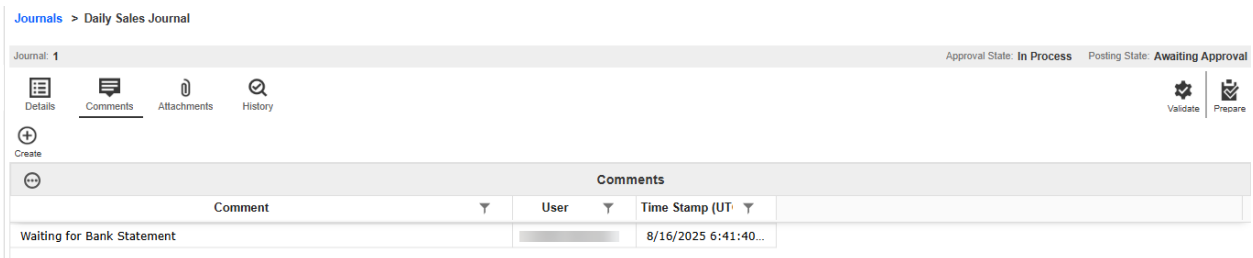 Journals > Daily Sales Journal
Journal: 1 Approval State: In Process Posting State: Awaiting Approval
Details Comments Attachments History Validate Prepare
Create
Comments
Comment User Time Stamp (UT
Waiting for Bank Statement 8/16/2025 6:41:40...